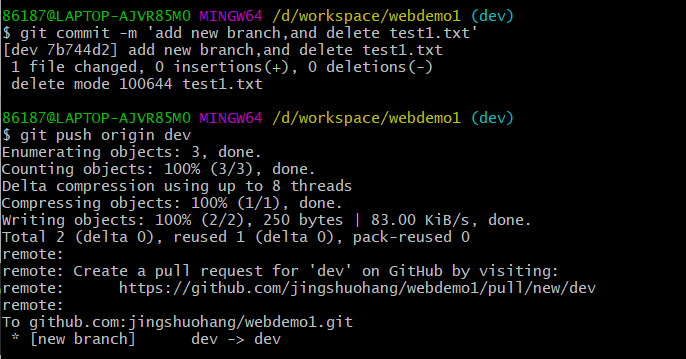 86187@LAPTOP-AJVR85M0 MINGW64 /d/workspace/webdemo1 (dev)
$ git commit -m 'add new branch,and delete test1.txt'
[dev 7b744d2] add new branch,and delete test1.txt
 1 file changed, 0 insertions(+), 0 deletions(-)
 delete mode 100644 test1.txt

86187@LAPTOP-AJVR85M0 MINGW64 /d/workspace/webdemo1 (dev)
$ git push origin dev
Enumerating objects: 3, done.
Counting objects: 100% (3/3), done.
Delta compression using up to 8 threads
Compressing objects: 100% (1/1), done.
Writing objects: 100% (2/2), 250 bytes | 83.00 KiB/s, done.
Total 2 (delta 0), reused 1 (delta 0), pack-reused 0
remote:
remote: Create a pull request for 'dev' on GitHub by visiting:
remote:      https://github.com/jingshuohang/webdemo1/pull/new/dev
remote:
To github.com:jingshuohang/webdemo1.git
 * [new branch]      dev -> dev